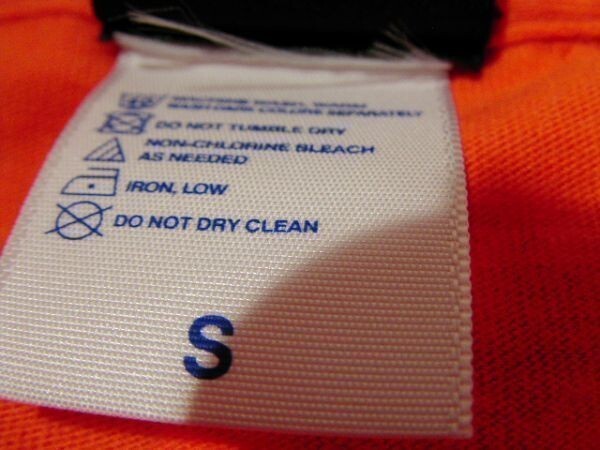 MACHINE WASH, WARM
WASH DARK COLORS SEPARATELY
DO NOT TUMBLE DRY
NON-CHLORINE BLEACH
AS NEEDED
IRON, LOW
DO NOT DRY CLEAN
S